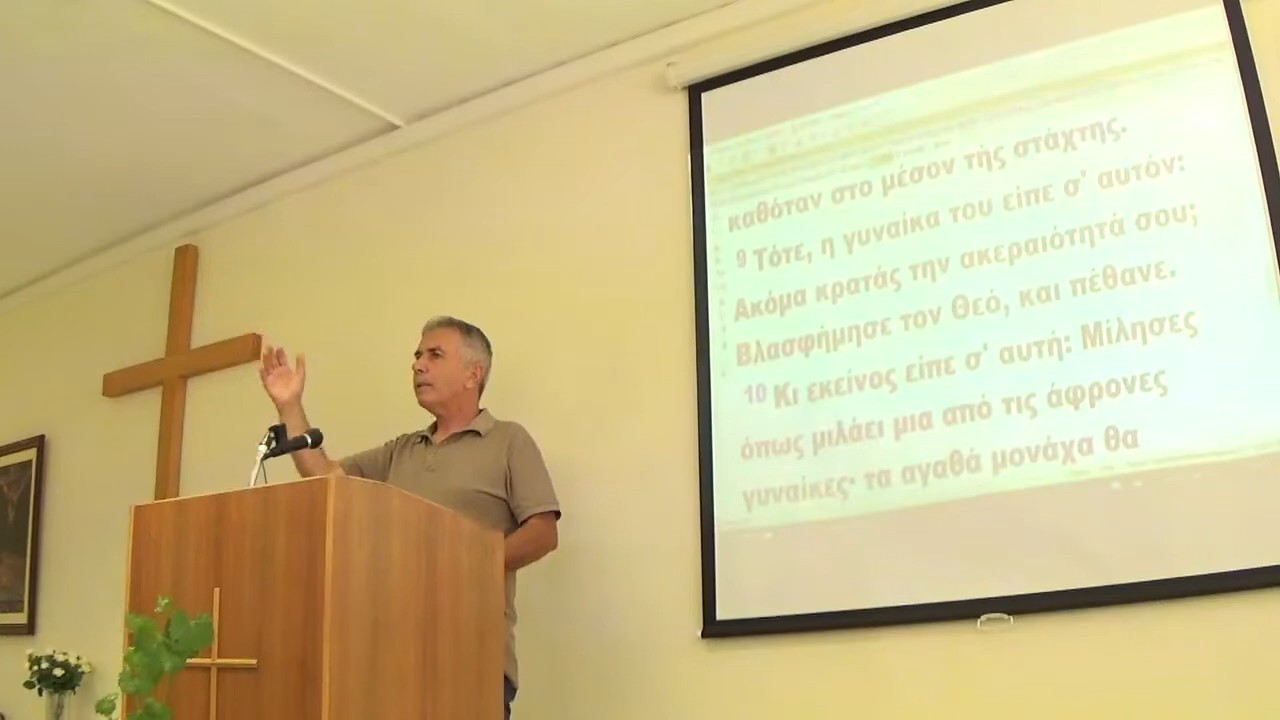 καθόταν στο μέσον τής στάχτης.
9 Τότε, η γυναίκα του είπε σ' αυτόν:
Ακόμα κρατάς την ακεραιότητά σου;
Βλασφήμησε τον Θεό, και πέθανε.
10 Κι εκείνος είπε σ' αυτή: Μίλησες
όπως μιλάει μια από τις άφρονες
γυναίκες· τα αγαθά μονάχα θα